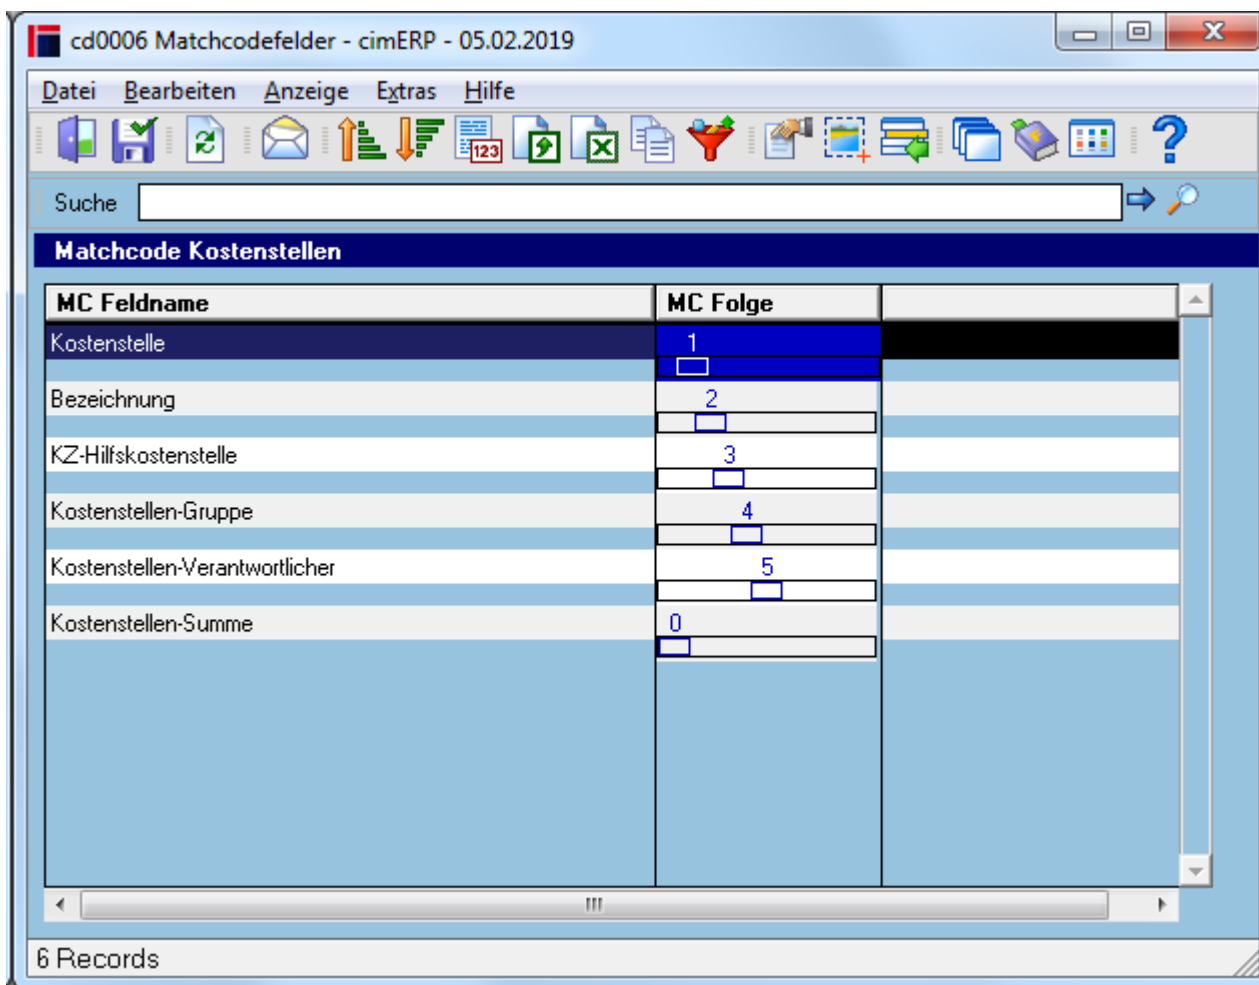 cd0006 Matchcodefelder - cimERP - 05.02.2019
Datei Bearbeiten Anzeige Extras Hilfe
123
Suche
Matchcode Kostenstellen
MC Feldname MC Folge
Kostenstelle 1
Bezeichnung 2
KZ-Hilfskostenstelle 3
Kostenstellen-Gruppe 4
Kostenstellen-Verantwortlicher 5
Kostenstellen-Summe 0
6 Records